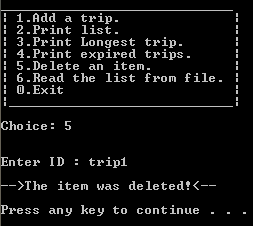 1.Add a trip.
2.Print list.
3.Print Longest trip.
4.Print expired trips.
5.Delete an item.
6.Read the list from file.
0.Exit
Choice: 5
Enter ID : trip1
-->The item was deleted!<--
Press any key to continue . . .